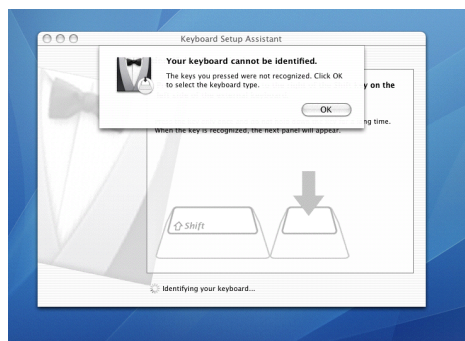 Keyboard Setup Assistant
Your keyboard cannot be identified.
The keys you pressed were not recognized. Click OK
to select the keyboard type.
OK
y on the
ng time.
When the key is recognized, the next panel will appear.
Shift
Identifying your keyboard...